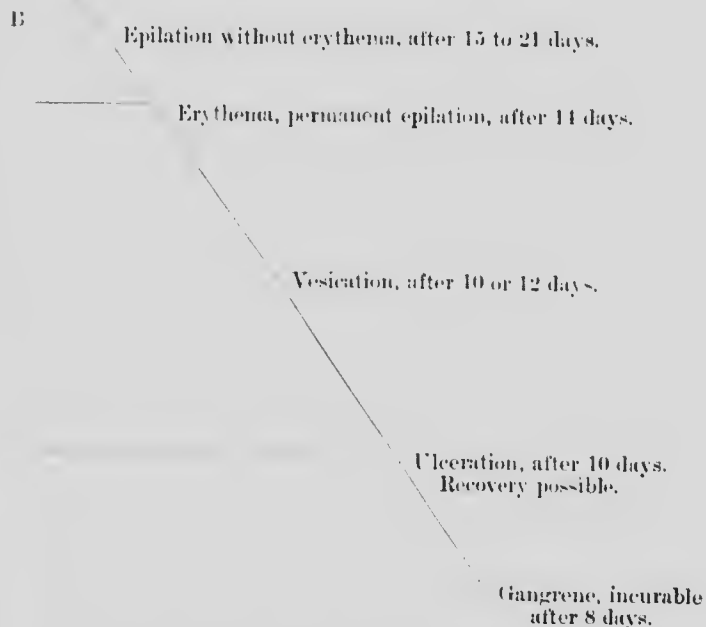 B
Epilation without erythema, after 15 to 21 days.
Erythema, permanent epilation, after 14 days.
Vesication, after 10 or 12 days.
Ulceration, after 10 days.
Recovery possible.
Gangrene, incurable
after 8 days.